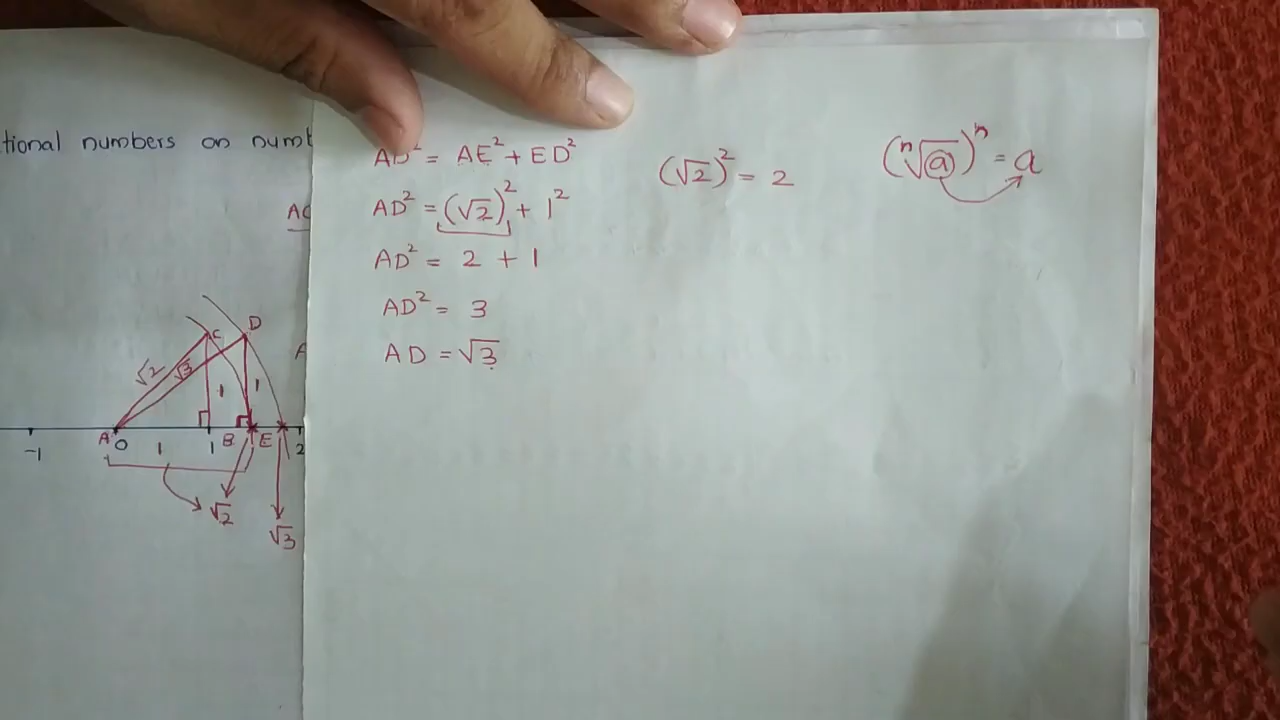 tional numbers on numb
AC
AD² = AE² + ED²
AD² = (√2)² + 1²
AD² = 2 + 1
AD² = 3
AD = √3
(√2)² = 2
(ⁿ√a)ⁿ = a
C D
√2 √3 1 1
A B E
-1 0 1 1 2
√2
√3